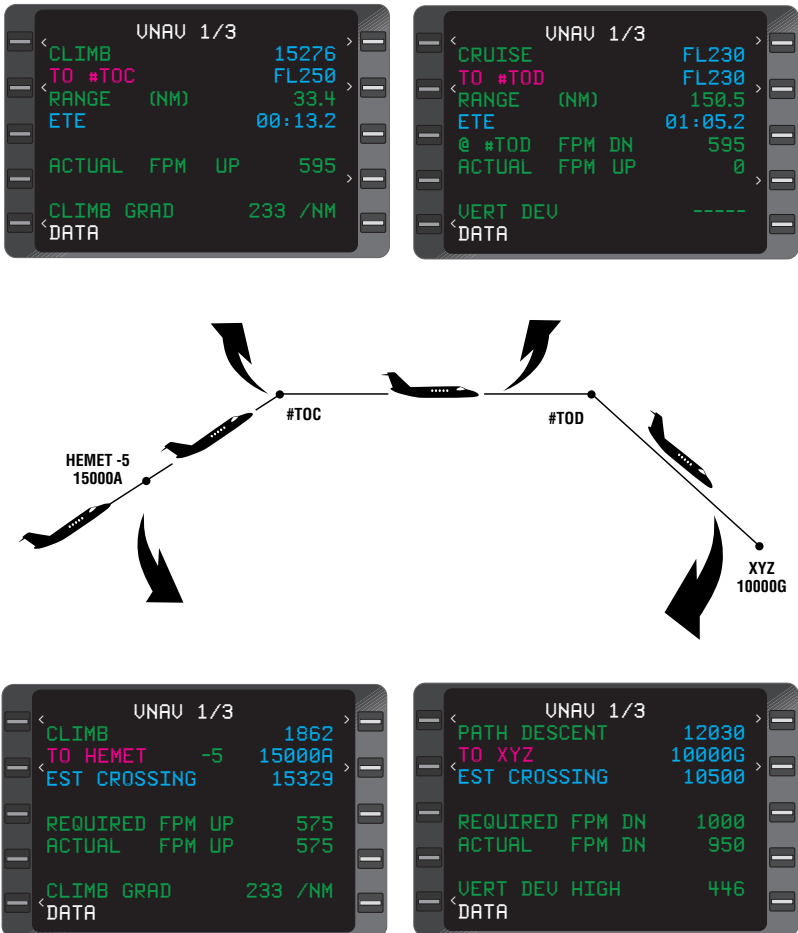 VNAV 1/3
CLIMB 15276
TO #TOC FL250
RANGE (NM) 33.4
ETE 00:13.2
ACTUAL FPM UP 595
CLIMB GRAD 233 /NM
DATA
VNAV 1/3
CRUISE FL230
TO #TOD FL230
RANGE (NM) 150.5
ETE 01:05.2
@ #TOD FPM DN 595
ACTUAL FPM UP 0
VERT DEV -----
DATA
#TOC
#TOD
HEMET -5
15000A
XYZ
10000G
VNAV 1/3
CLIMB 1862
TO HEMET -5 15000A
EST CROSSING 15329
REQUIRED FPM UP 575
ACTUAL FPM UP 575
CLIMB GRAD 233 /NM
DATA
VNAV 1/3
PATH DESCENT 12030
TO XYZ 10000G
EST CROSSING 10500
REQUIRED FPM DN 1000
ACTUAL FPM DN 950
VERT DEV HIGH 446
DATA